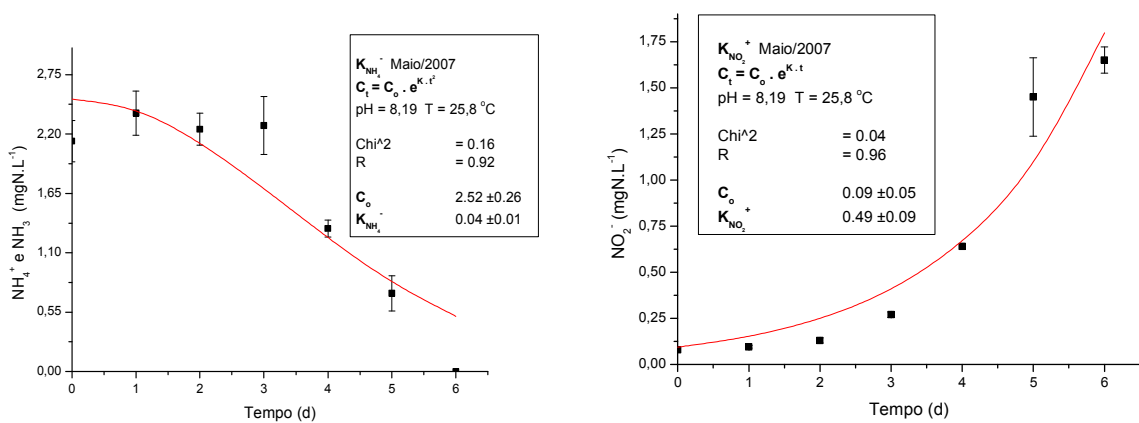 2,75
2,20
1,65
1,10
0,55
0,00
NH₄⁺ e NH₃ (mgN.L⁻¹)
K_NH₄⁻ Maio/2007
Cₜ = Cₒ . e^K.t²
pH = 8,19 T = 25,8 °C
Chi^2 = 0.16
R = 0.92
Cₒ 2.52 ±0.26
K_NH₄⁻ 0.04 ±0.01
0 1 2 3 4 5 6
Tempo (d)
1,75
1,50
1,25
1,00
0,75
0,50
0,25
0,00
NO₂⁻ (mgN.L⁻¹)
K_NO₂⁺ Maio/2007
Cₜ = Cₒ . e^K.t
pH = 8,19 T = 25,8 °C
Chi^2 = 0.04
R = 0.96
Cₒ 0.09 ±0.05
K_NO₂⁺ 0.49 ±0.09
0 1 2 3 4 5 6
Tempo (d)